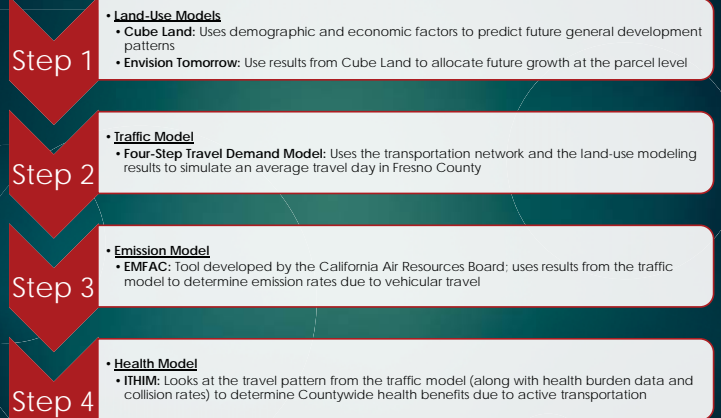 Step 1
• Land-Use Models
• Cube Land: Uses demographic and economic factors to predict future general development
patterns
• Envision Tomorrow: Use results from Cube Land to allocate future growth at the parcel level
Step 2
• Traffic Model
• Four-Step Travel Demand Model: Uses the transportation network and the land-use modeling
results to simulate an average travel day in Fresno County
Step 3
• Emission Model
• EMFAC: Tool developed by the California Air Resources Board; uses results from the traffic
model to determine emission rates due to vehicular travel
Step 4
• Health Model
• ITHIM: Looks at the travel pattern from the traffic model (along with health burden data and
collision rates) to determine Countywide health benefits due to active transportation